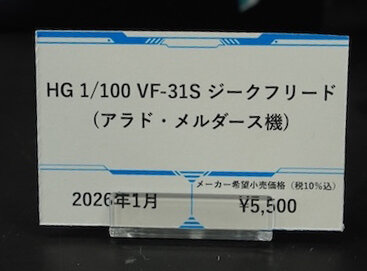 HG 1/100 VF-31S ジークフリード
(アラド・メルダース機)
メーカー希望小売価格(税10%込)
2026年1月 ¥5,500